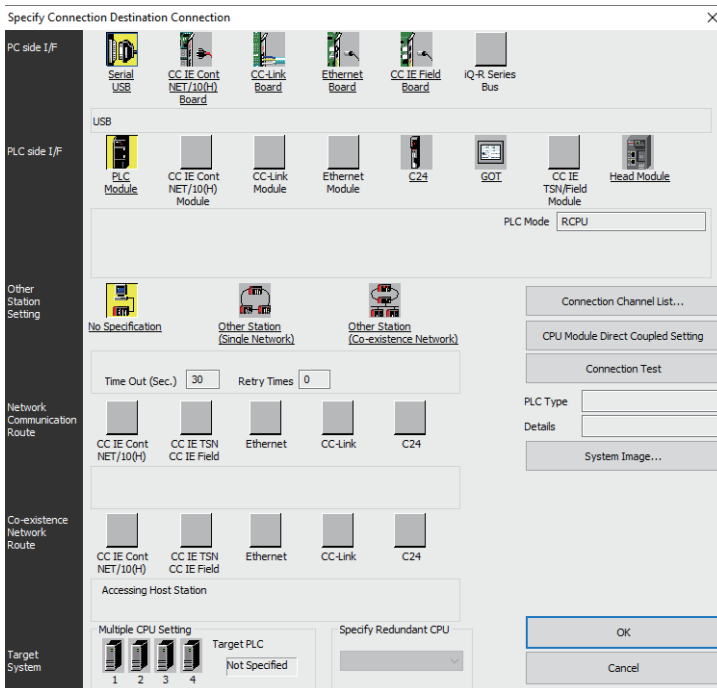 Specify Connection Destination Connection
PC side I/F
Serial
USB
CC IE Cont
NET/10(H)
Board
CC-Link
Board
Ethernet
Board
CC IE Field
Board
iQ-R Series
Bus
USB
PLC side I/F
PLC
Module
CC IE Cont
NET/10(H)
Module
CC-Link
Module
Ethernet
Module
C24
GOT
CC IE
TSN/Field
Module
Head Module
PLC Mode RCPU
Other
Station
Setting
No Specification
Other Station
(Single Network)
Other Station
(Co-existence Network)
Time Out (Sec.) 30 Retry Times 0
Connection Channel List...
CPU Module Direct Coupled Setting
Connection Test
PLC Type
Details
System Image...
Network
Communication
Route
CC IE Cont
NET/10(H)
CC IE TSN
CC IE Field
Ethernet
CC-Link
C24
Co-existence
Network
Route
CC IE Cont
NET/10(H)
CC IE TSN
CC IE Field
Ethernet
CC-Link
C24
Accessing Host Station
Target
System
Multiple CPU Setting
1 2 3 4
Target PLC
Not Specified
Specify Redundant CPU
OK
Cancel